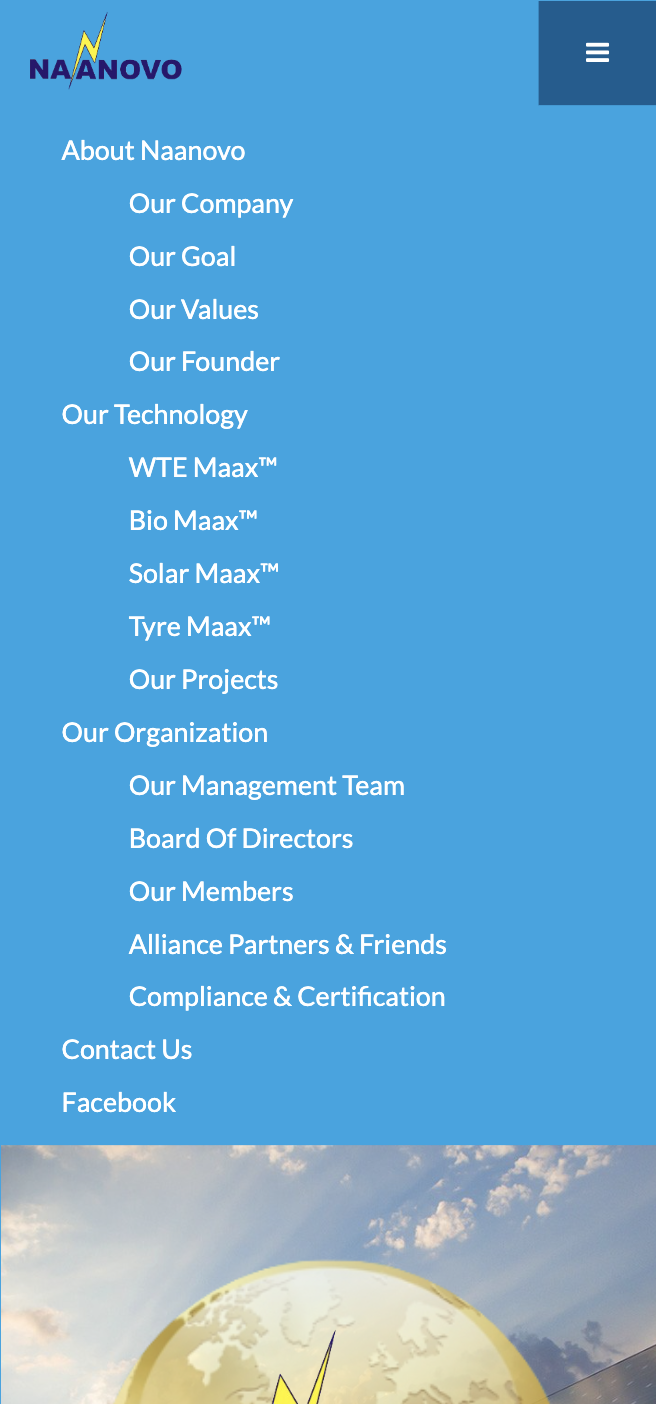 NAANOVO
About Naanovo
Our Company
Our Goal
Our Values
Our Founder
Our Technology
WTE Maax™
Bio Maax™
Solar Maax™
Tyre Maax™
Our Projects
Our Organization
Our Management Team
Board Of Directors
Our Members
Alliance Partners & Friends
Compliance & Certification
Contact Us
Facebook